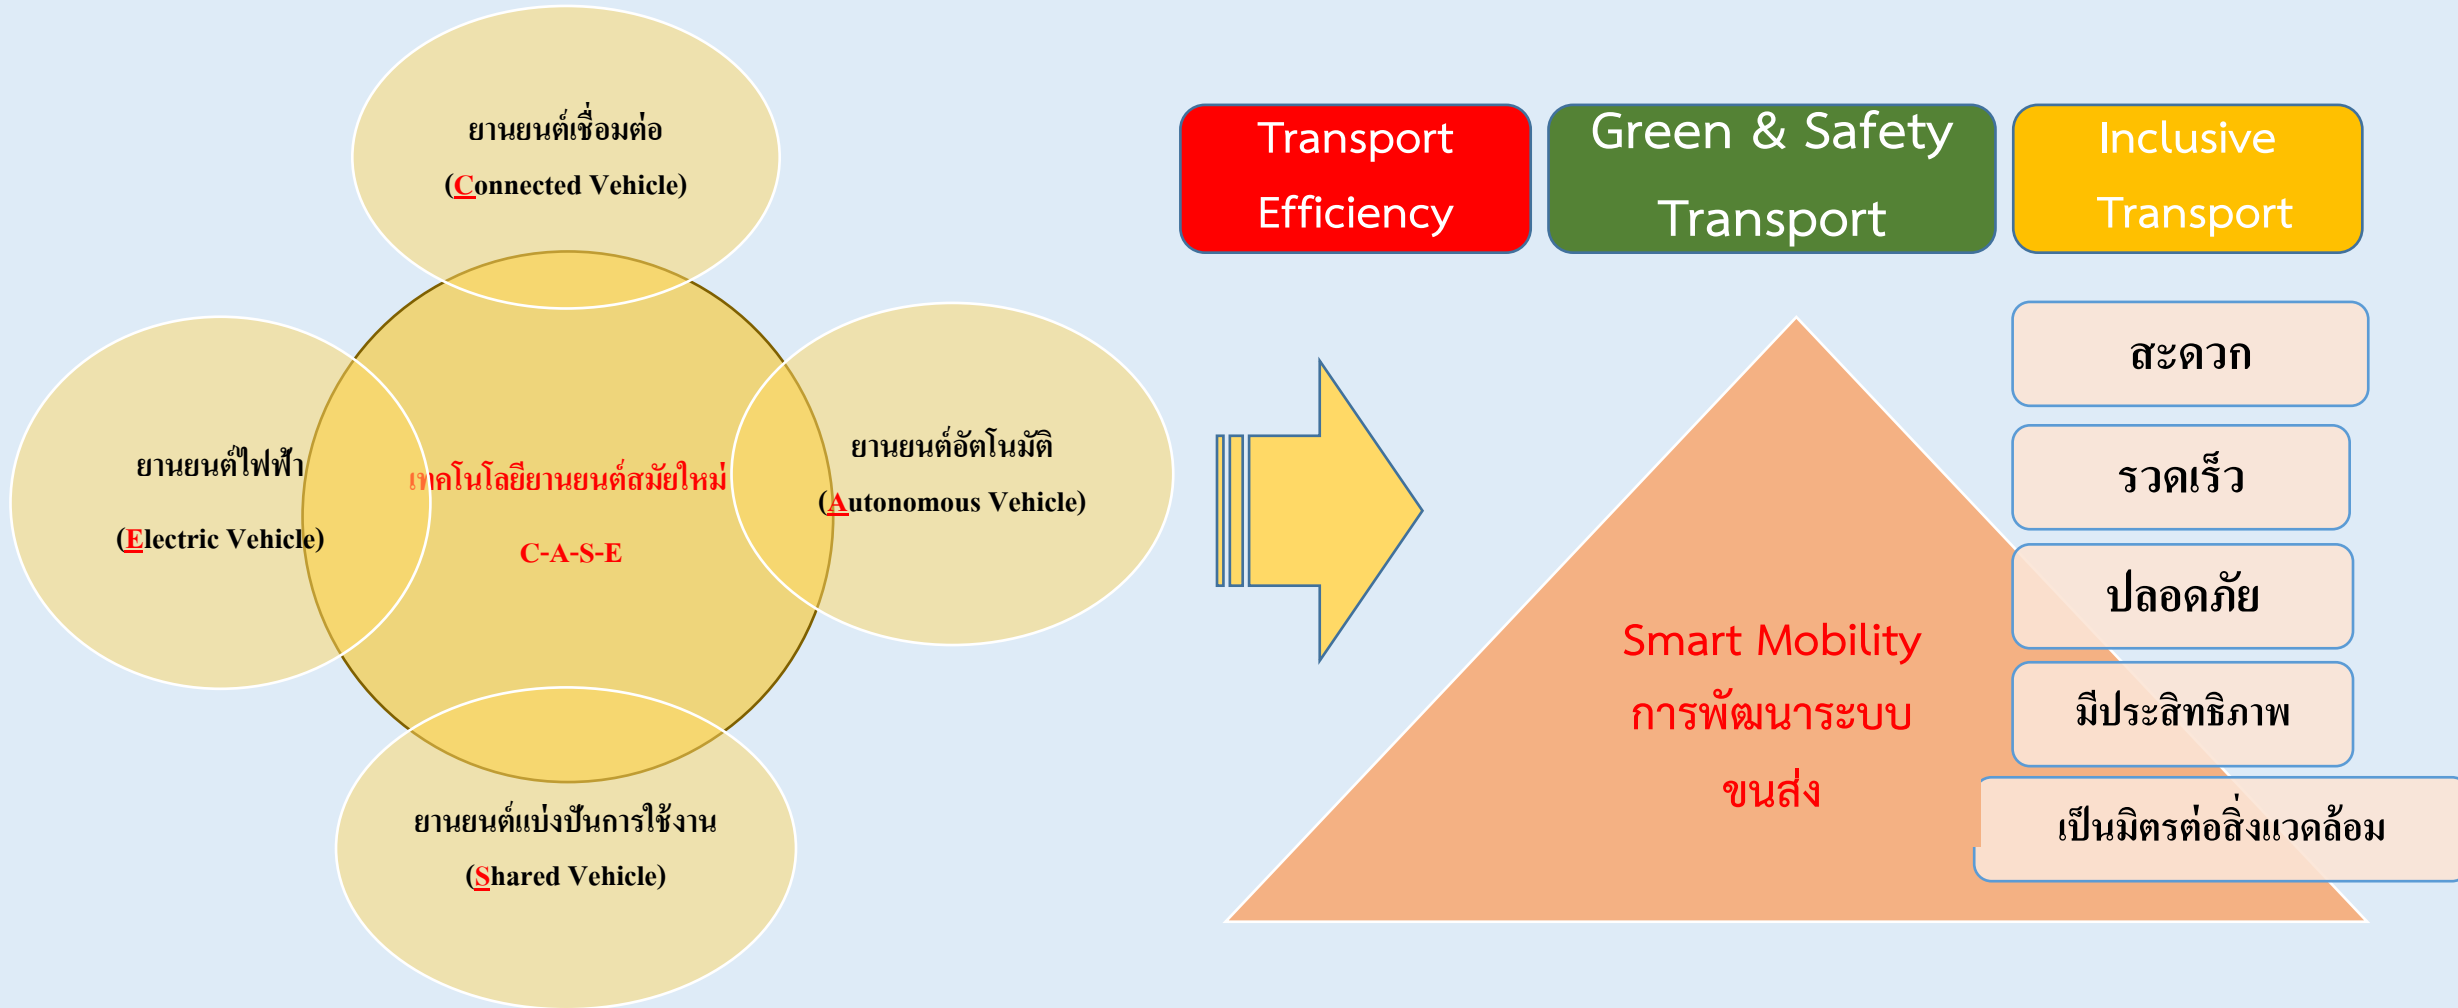 ยานยนต์เชื่อมต่อ
(Connected Vehicle)
ยานยนต์ไฟฟ้า
(Electric Vehicle)
เทคโนโลยียานยนต์สมัยใหม่
C-A-S-E
ยานยนต์อัตโนมัติ
(Autonomous Vehicle)
ยานยนต์แบ่งปันการใช้งาน
(Shared Vehicle)
Transport
Efficiency
Green & Safety
Transport
Inclusive
Transport
Smart Mobility
การพัฒนาระบบ
ขนส่ง
สะดวก
รวดเร็ว
ปลอดภัย
มีประสิทธิภาพ
เป็นมิตรต่อสิ่งแวดล้อม